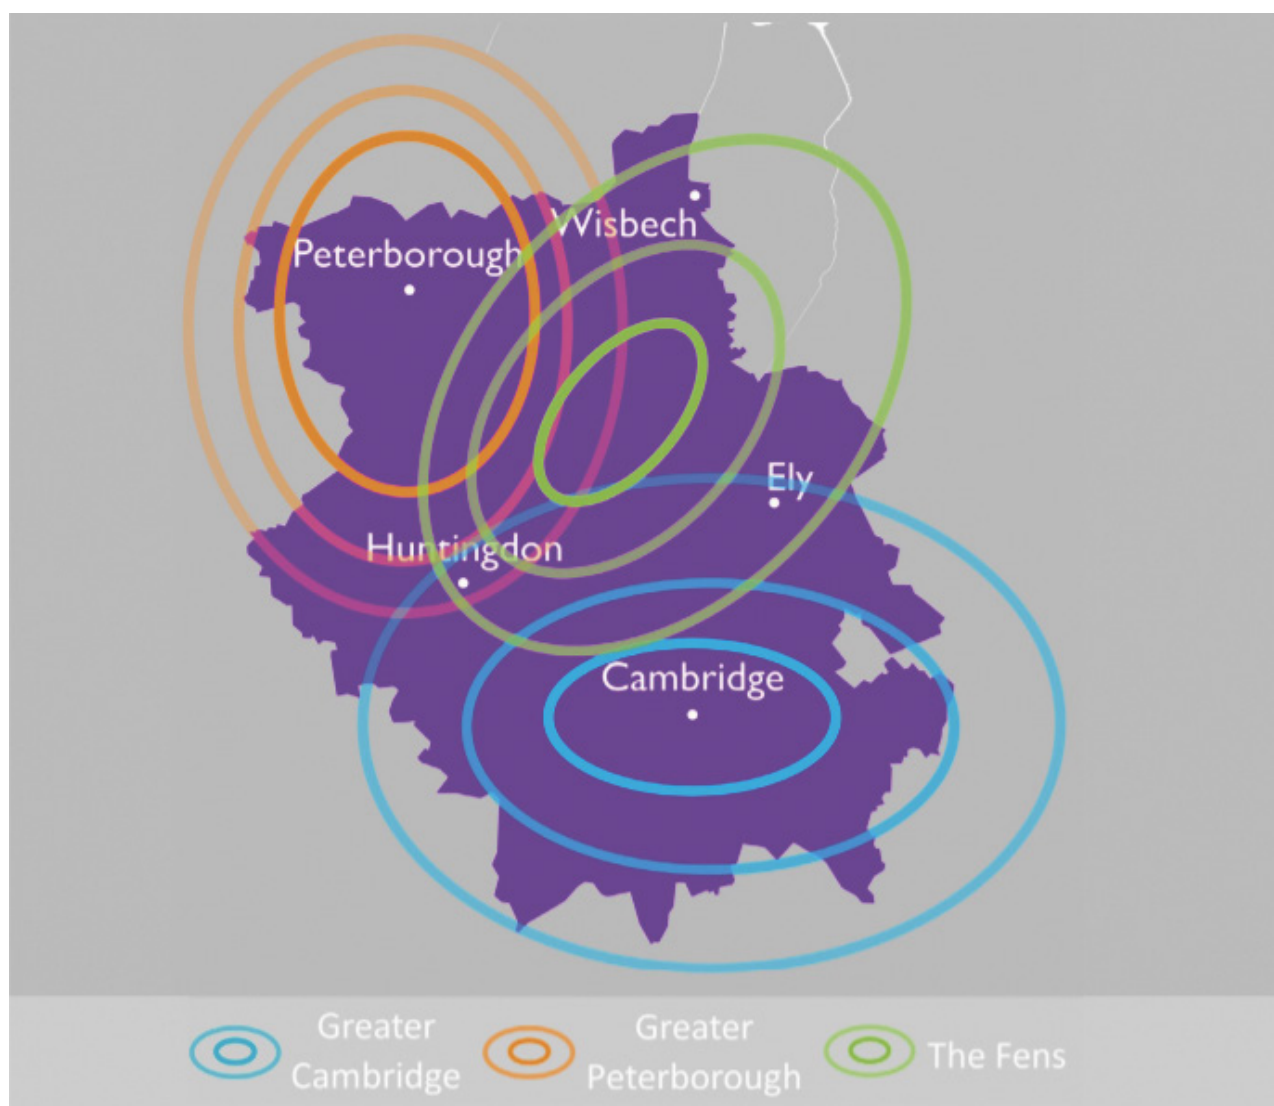 Wisbech
Peterborough
Ely
Huntingdon
Cambridge
Greater
Cambridge
Greater
Peterborough
The Fens